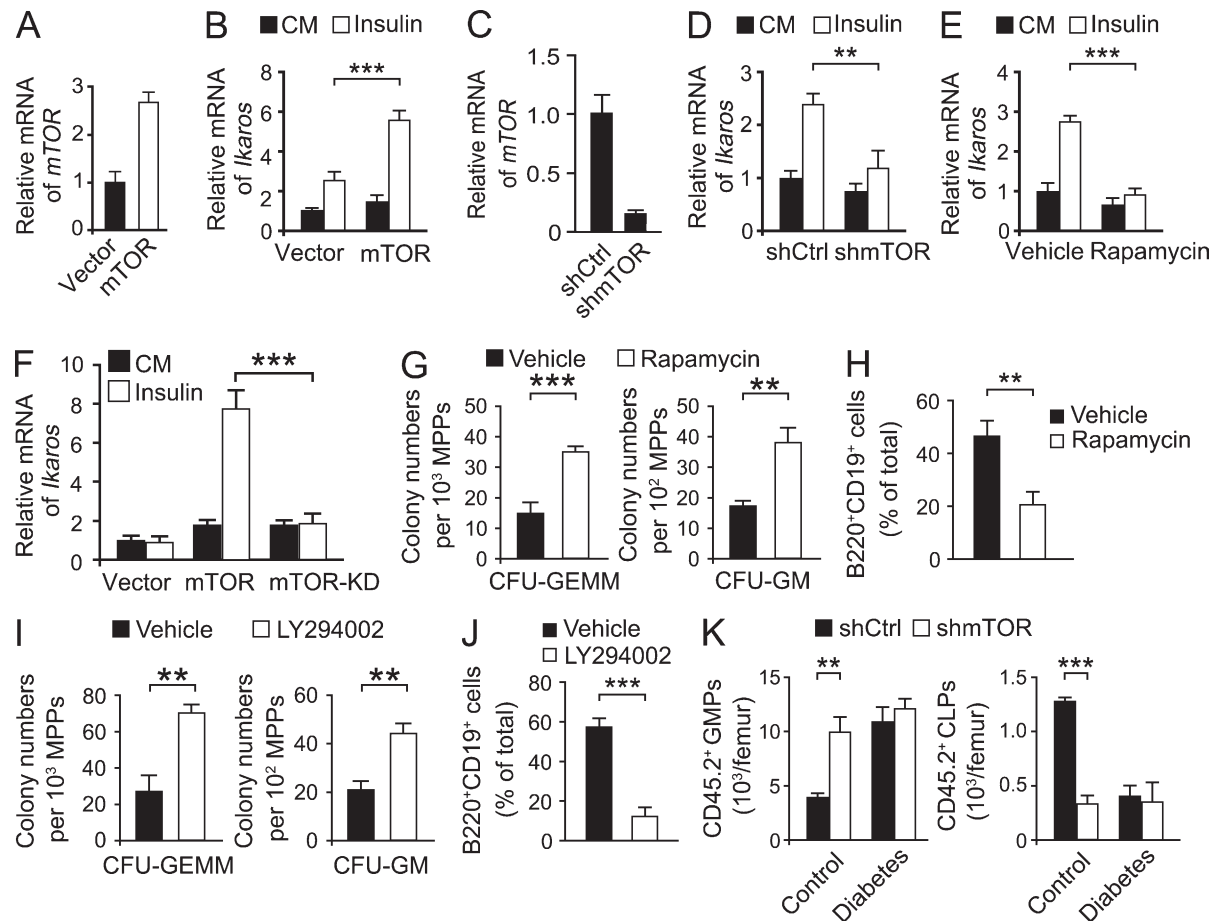 A
Relative mRNA
of mTOR
3
2
1
0
Vector
mTOR
B
CM Insulin
Relative mRNA
of Ikaros
8
6
4
2
0
***
Vector mTOR
C
Relative mRNA
of mTOR
1.5
1.0
0.5
0
shCtrl
shmTOR
D
CM Insulin
Relative mRNA
of Ikaros
3
2
1
0
**
shCtrl shmTOR
E
CM Insulin
Relative mRNA
of Ikaros
4
3
2
1
0
***
Vehicle Rapamycin
F
Relative mRNA
of Ikaros
10
8
6
4
2
0
CM
Insulin
***
Vector mTOR mTOR-KD
G
Vehicle Rapamycin
Colony numbers
per 10³ MPPs
50
40
30
20
10
0
***
CFU-GEMM
Colony numbers
per 10² MPPs
50
40
30
20
10
0
**
CFU-GM
H
B220⁺CD19⁺ cells
(% of total)
60
40
20
0
**
Vehicle
Rapamycin
I
Vehicle LY294002
Colony numbers
per 10³ MPPs
80
60
40
20
0
**
CFU-GEMM
Colony numbers
per 10² MPPs
60
40
20
0
**
CFU-GM
J
Vehicle
LY294002
B220⁺CD19⁺ cells
(% of total)
80
60
40
20
0
***
K
shCtrl shmTOR
CD45.2⁺ GMPs
(10³/femur)
15
10
5
0
**
Control
Diabetes
CD45.2⁺ CLPs
(10³/femur)
1.5
1.0
0.5
0
***
Control
Diabetes